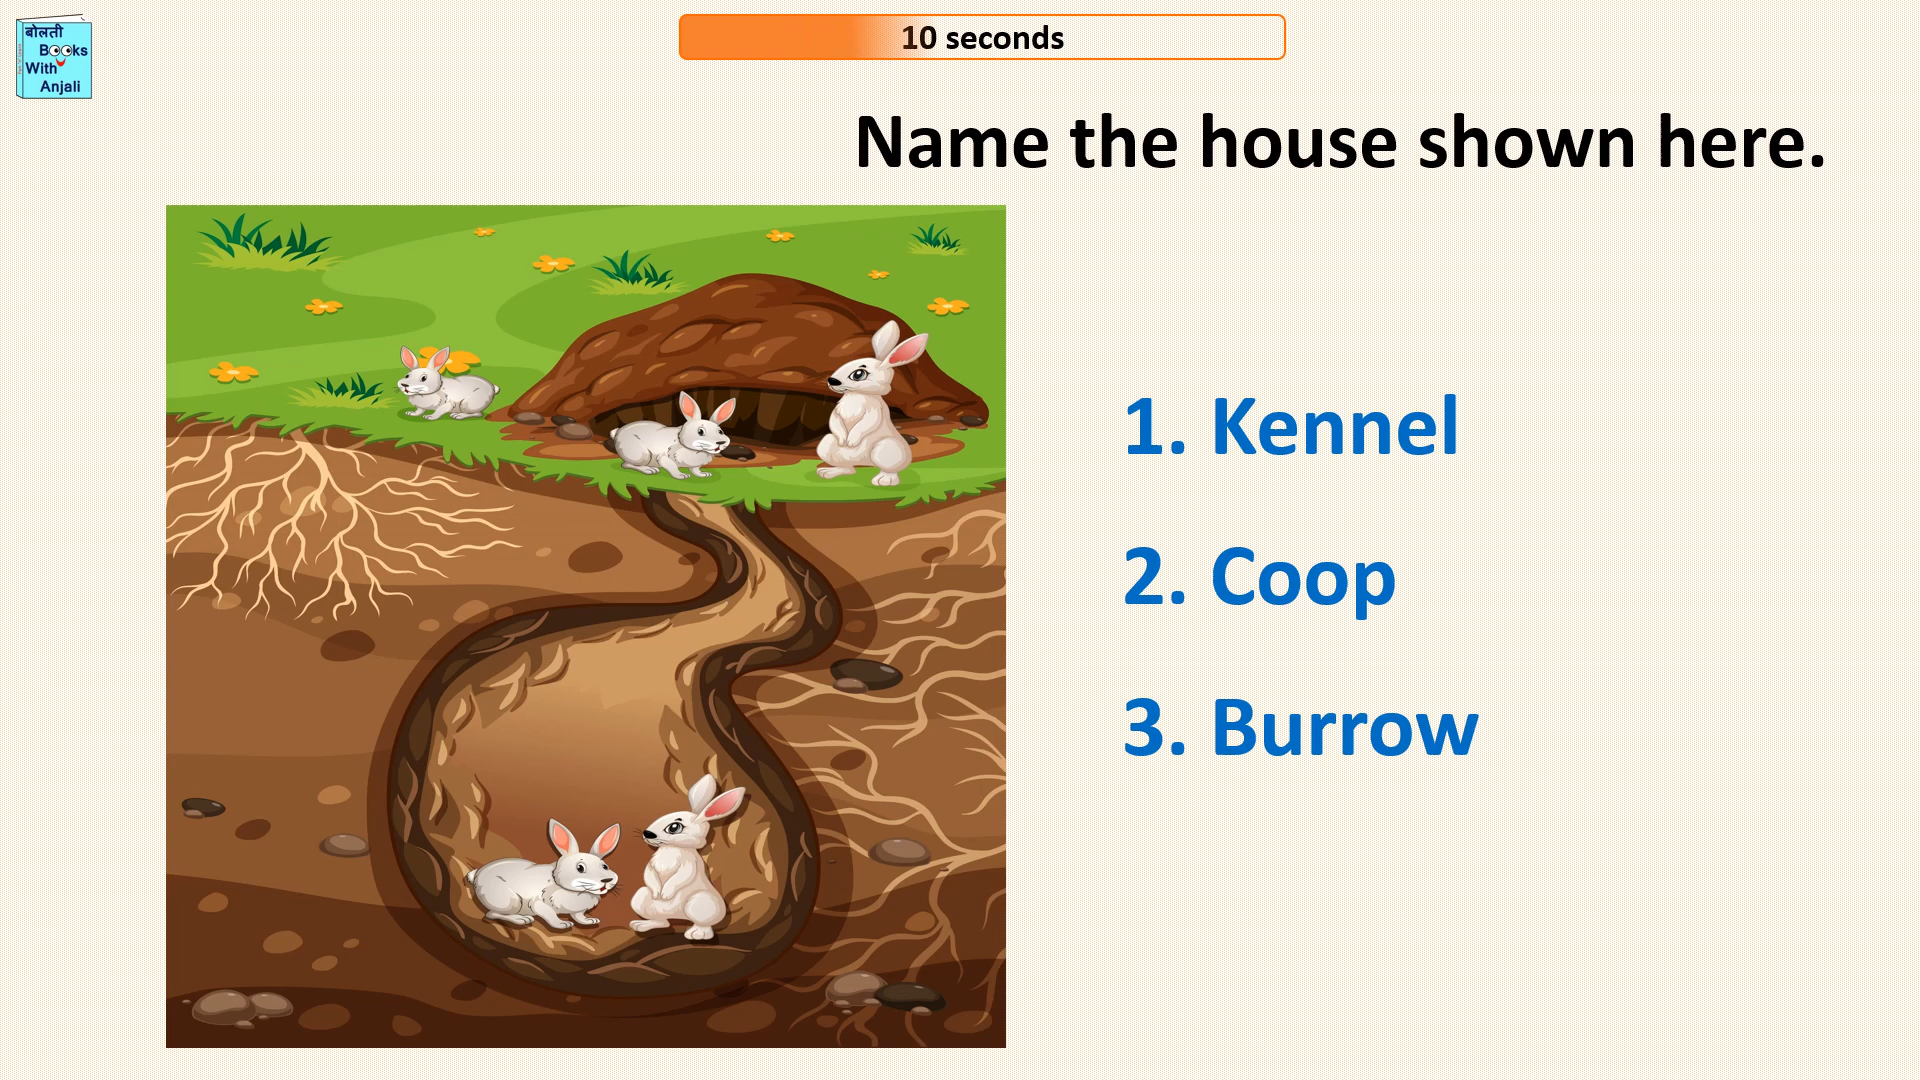 बोलती
Books
With
Anjali
10 seconds
Name the house shown here.
1. Kennel
2. Coop
3. Burrow